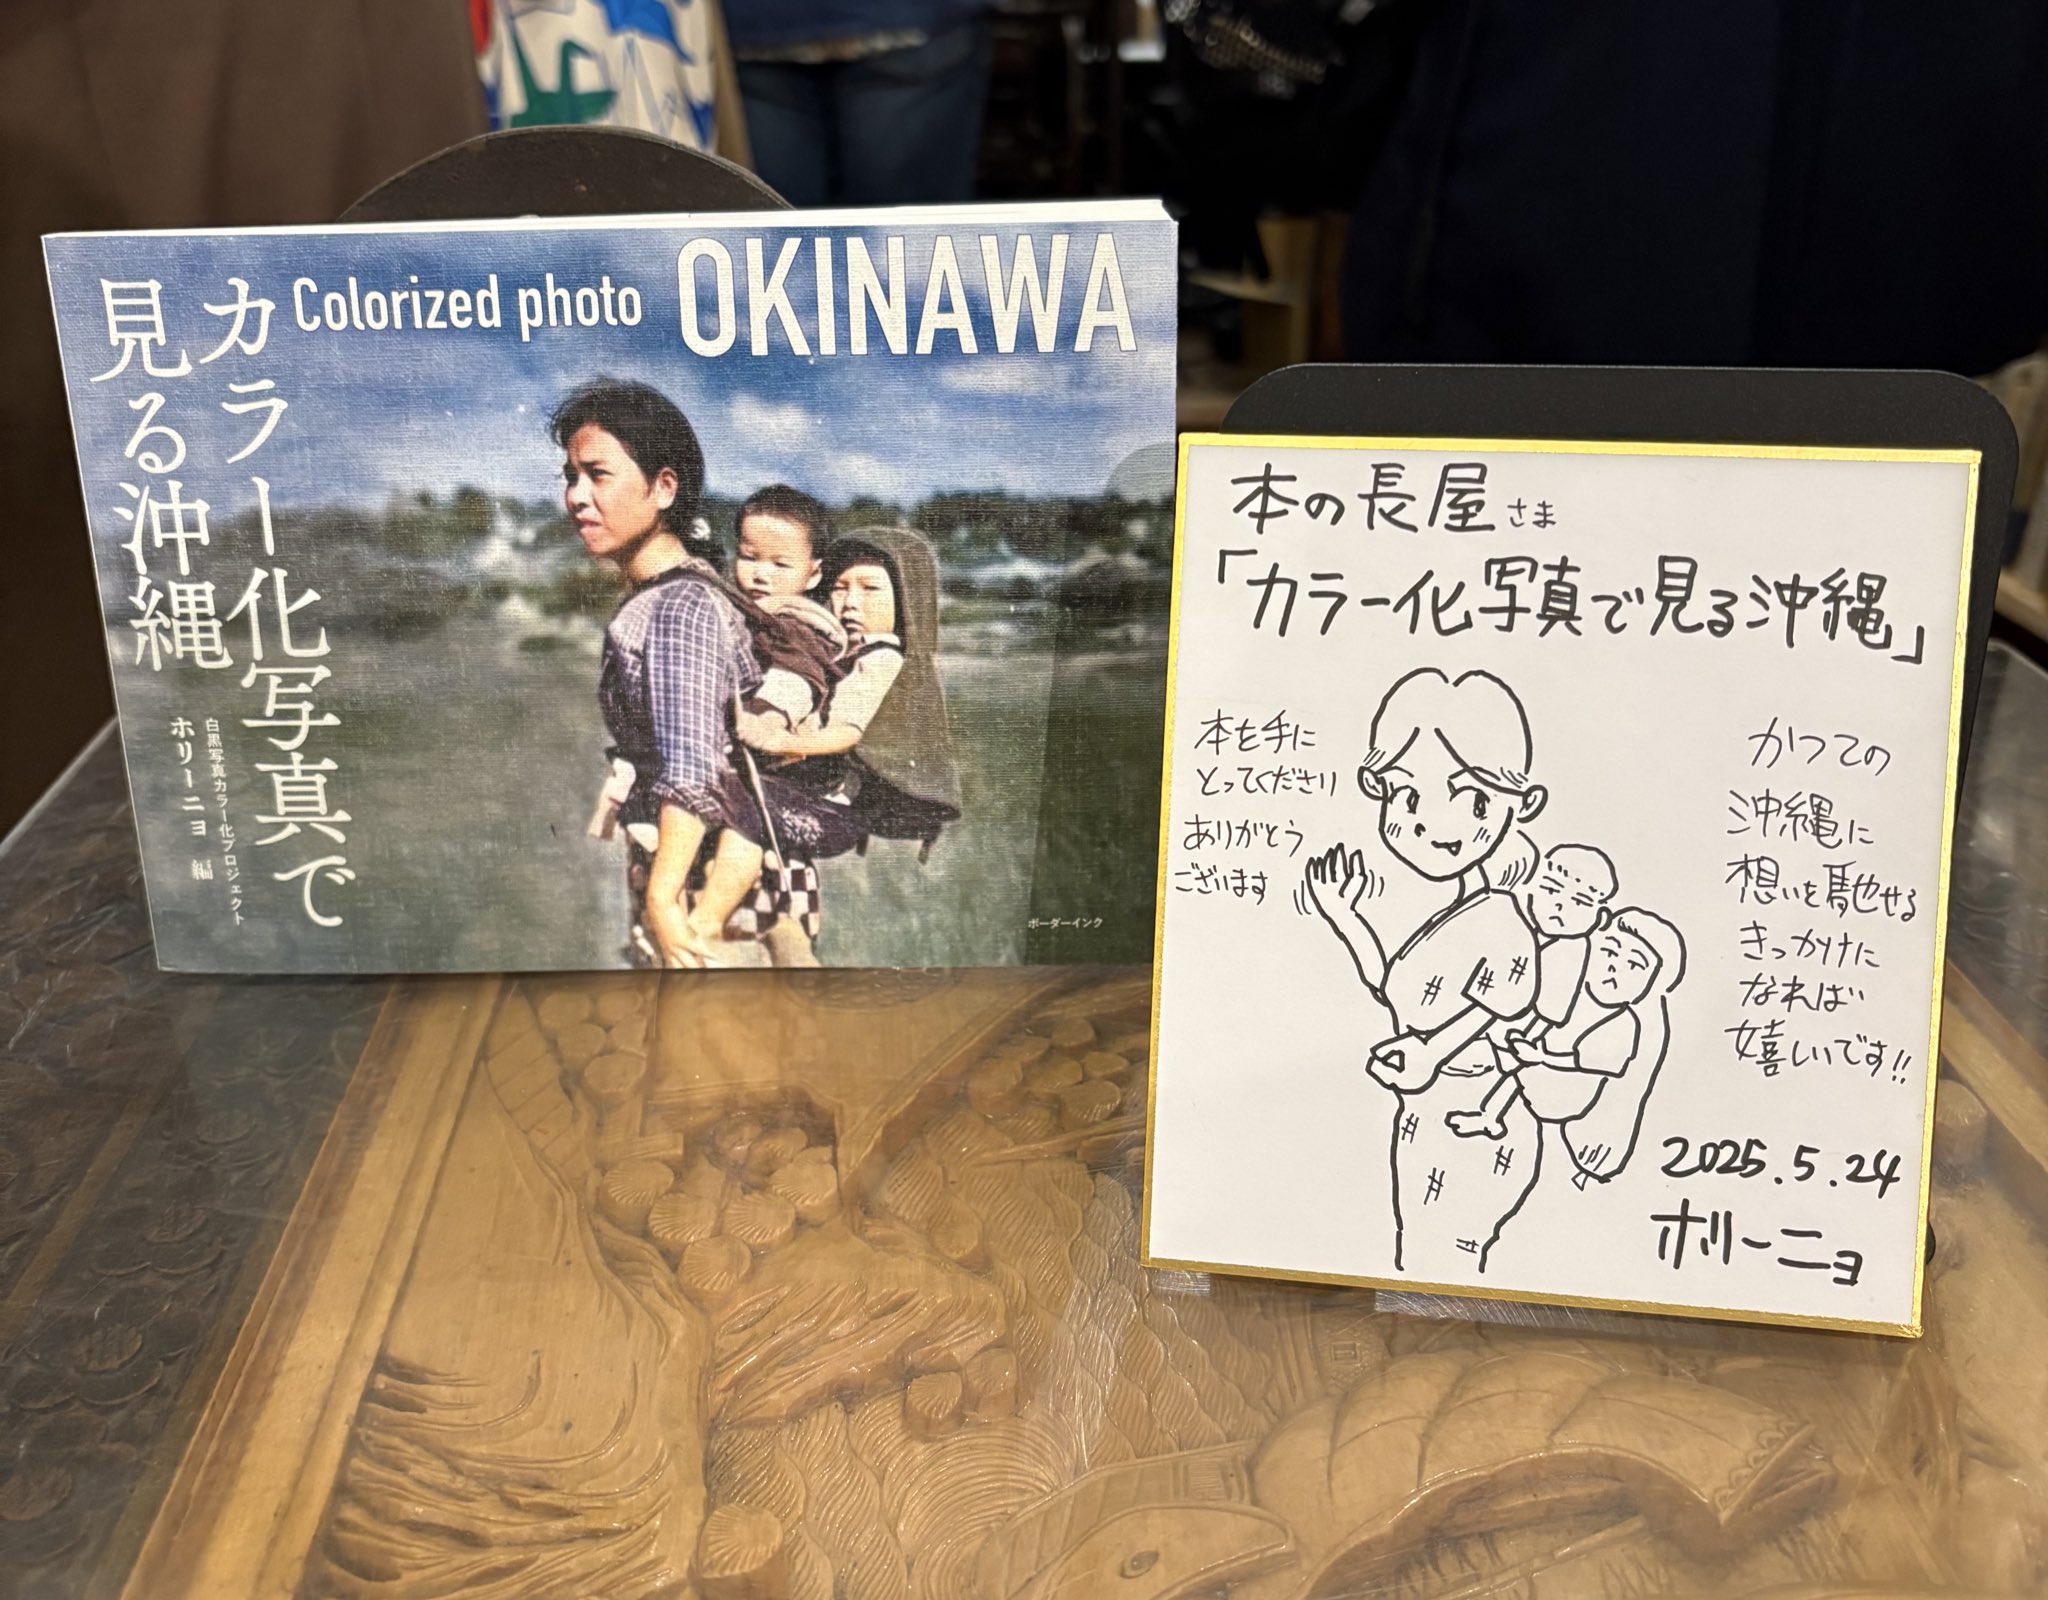 Colorized photo OKINAWA
カラー化写真で
見る沖縄
白黒写真カラー化プロジェクト
ホリーニョ 編
ボーダーインク
本の長屋さま
「カラー化写真で見る沖縄」
本を手に
とってくださり
ありがとう
ございます
かつての
沖縄に
想いを馳せる
きっかけに
なれば
嬉しいです!!
2025.5.24
ホリーニョ